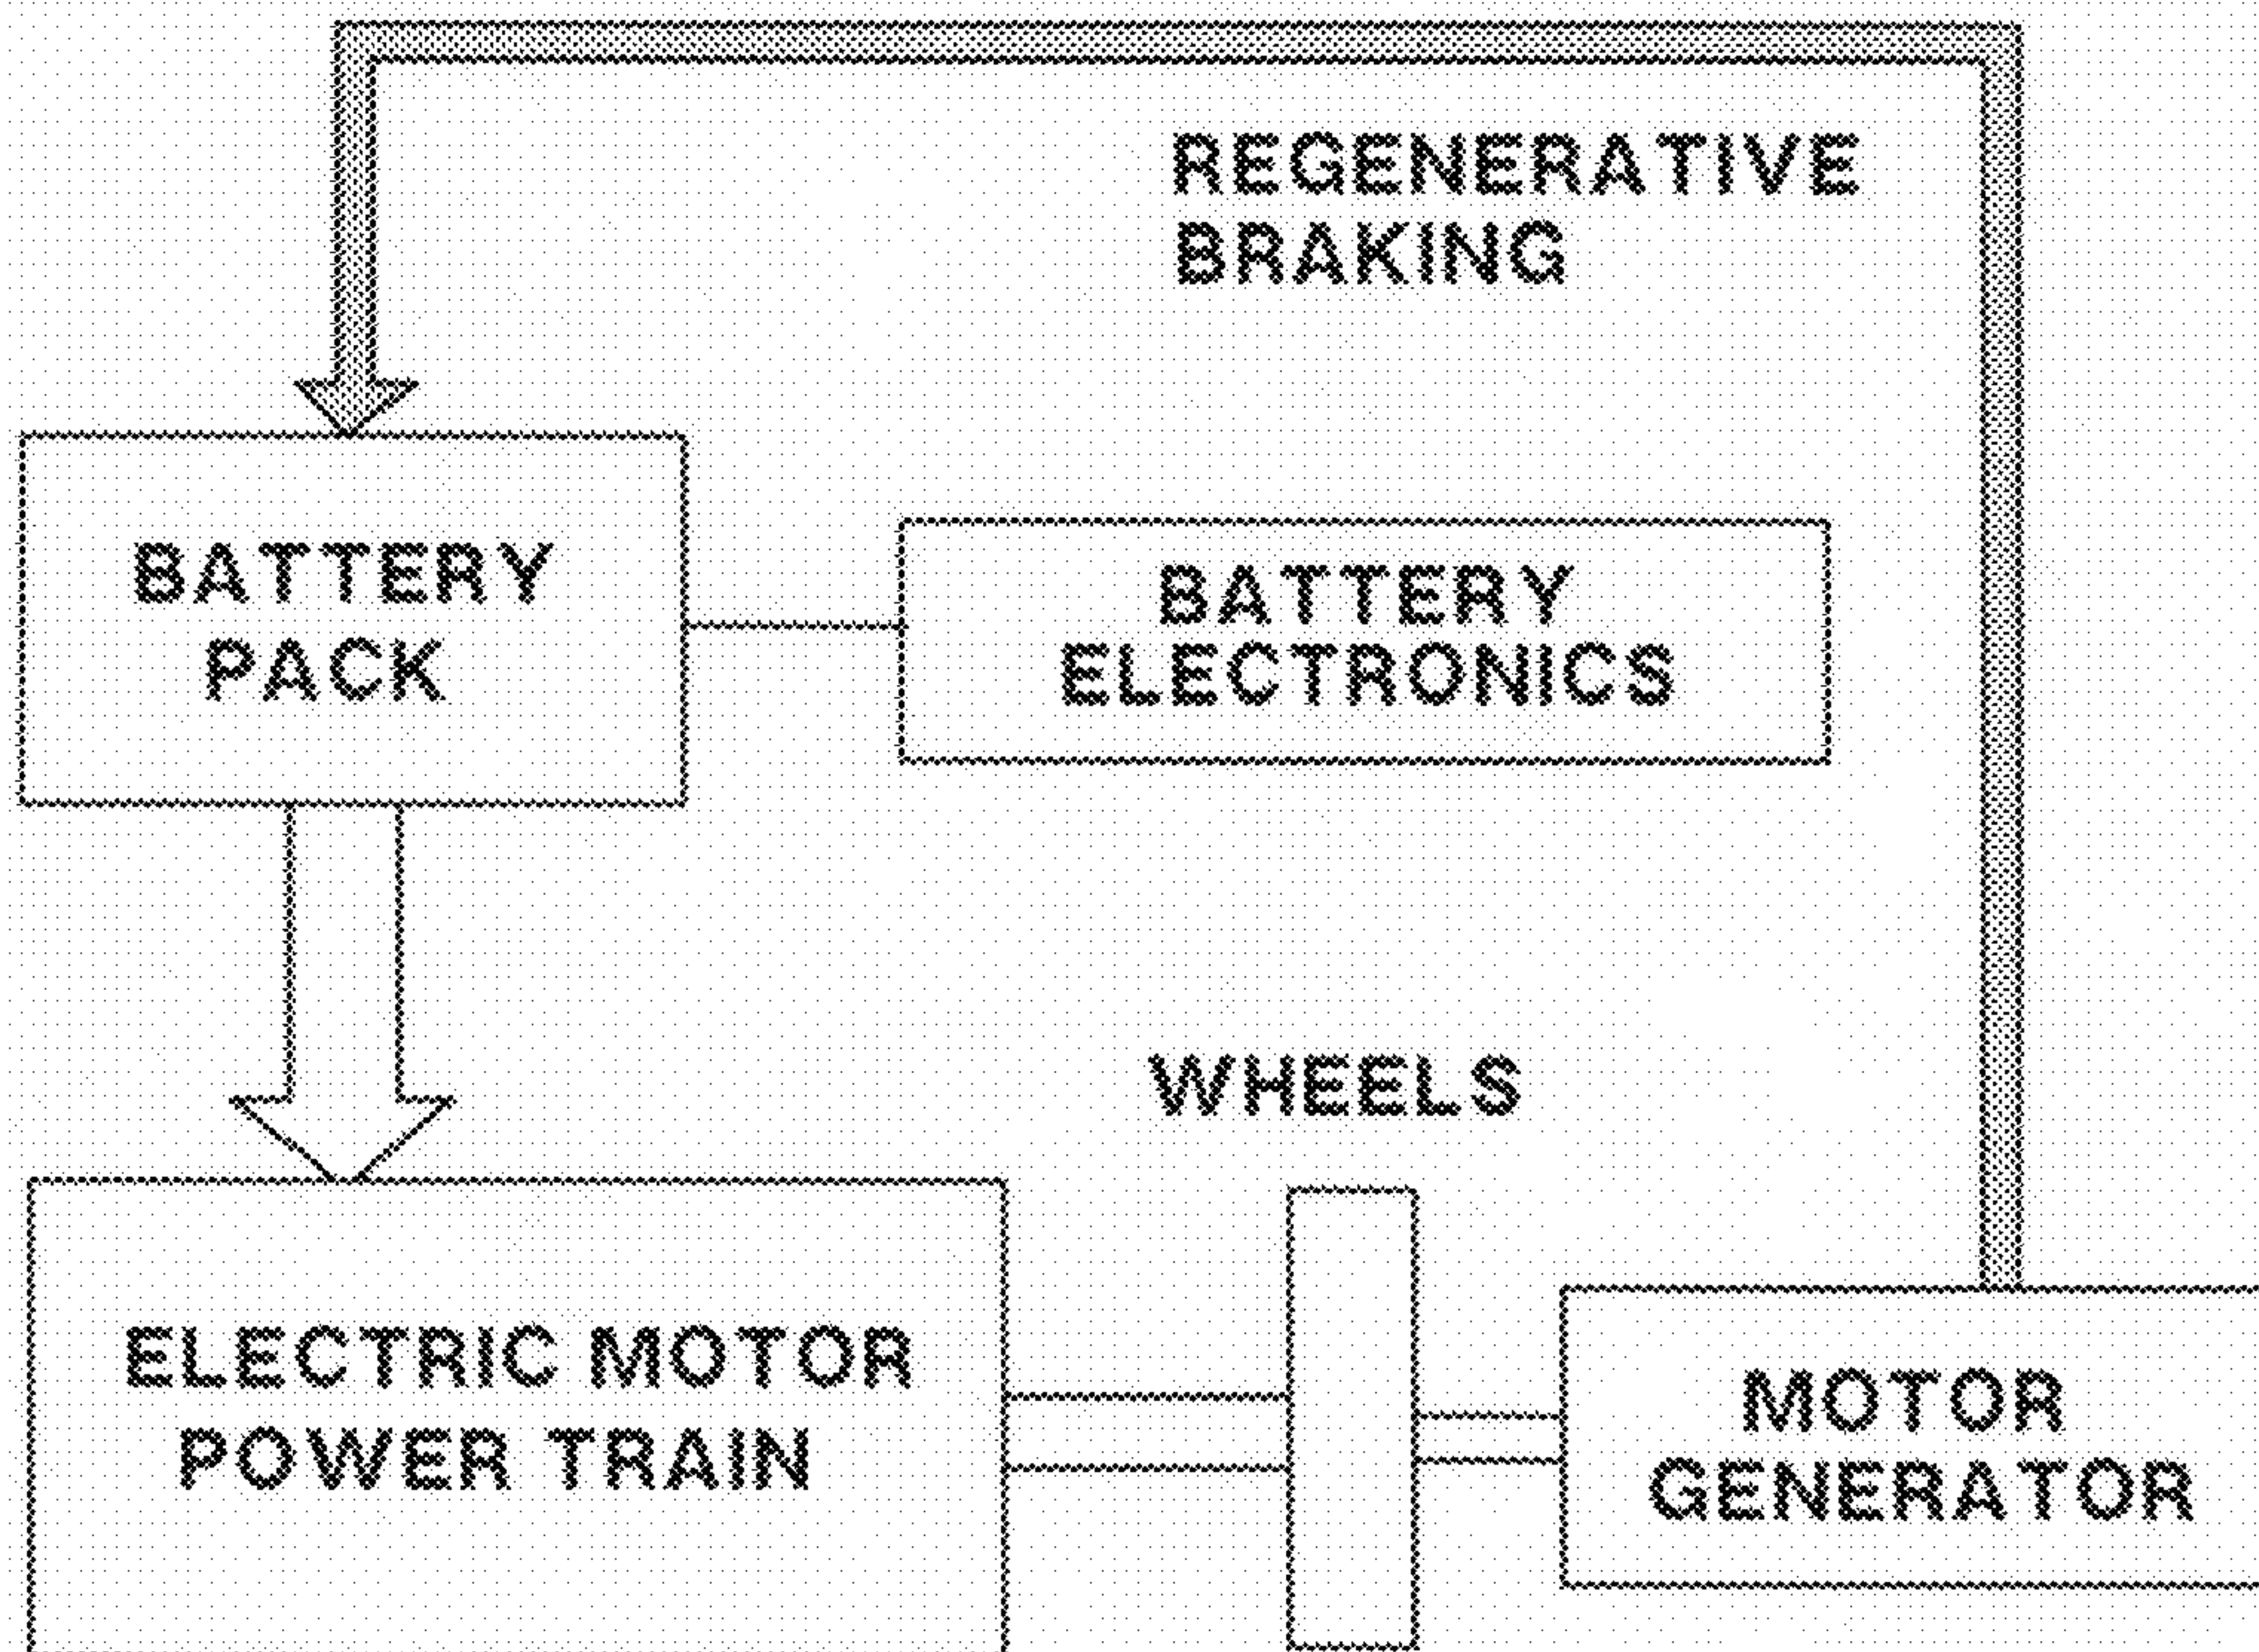 REGENERATIVE
BRAKING
BATTERY
PACK
BATTERY
ELECTRONICS
WHEELS
ELECTRIC MOTOR
POWER TRAIN
MOTOR
GENERATOR